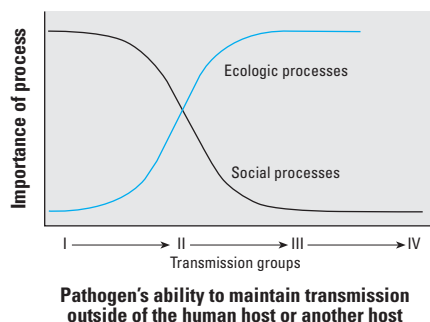 Importance of process
Ecologic processes
Social processes
I II III IV
Transmission groups
Pathogen's ability to maintain transmission
outside of the human host or another host